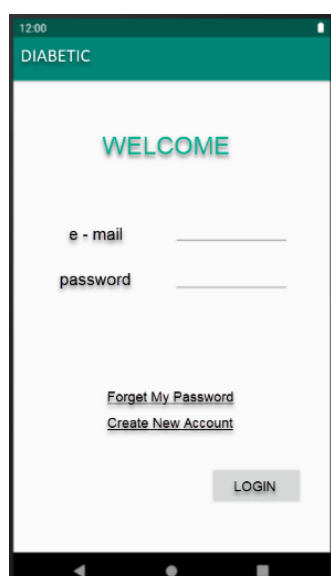 12:00
DIABETIC
WELCOME
e - mail
password
Forget My Password
Create New Account
LOGIN